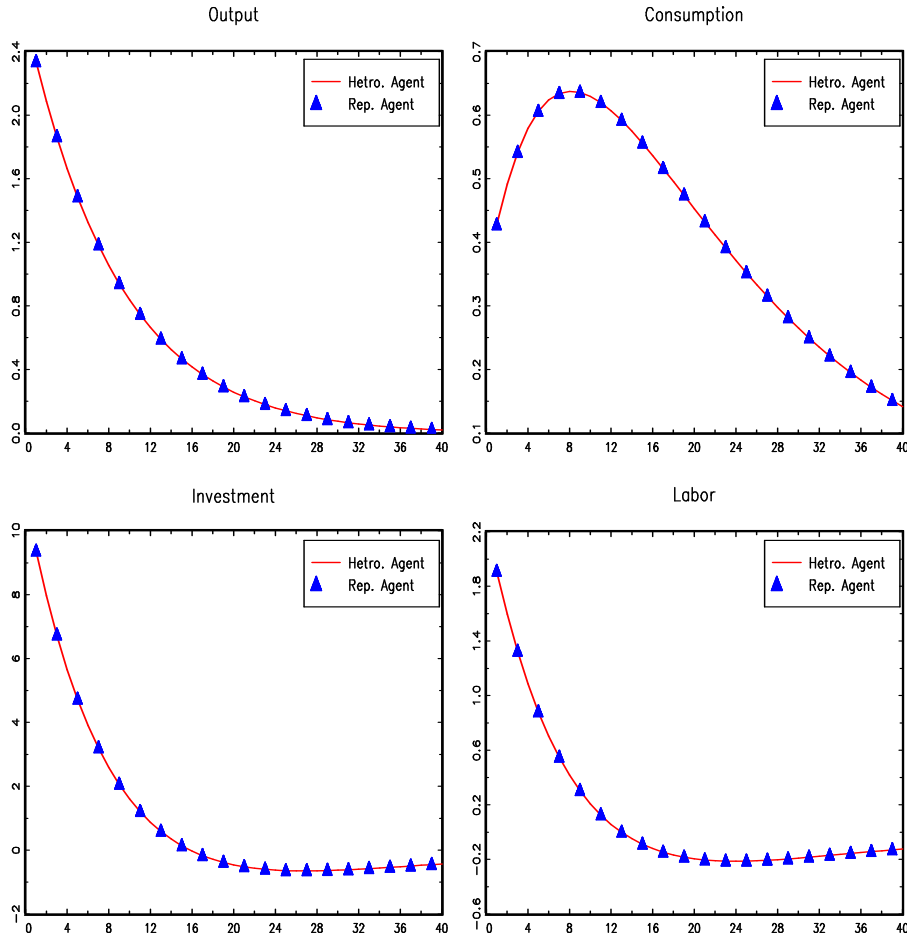 Output
2.4
2.0
1.6
1.2
0.8
0.4
0.0
0 4 8 12 16 20 24 28 32 36 40
Hetro. Agent
Rep. Agent
Consumption
0.7
0.6
0.5
0.4
0.3
0.2
0.1
0 4 8 12 16 20 24 28 32 36 40
Hetro. Agent
Rep. Agent
Investment
10
8
6
4
2
0
-2
0 4 8 12 16 20 24 28 32 36 40
Hetro. Agent
Rep. Agent
Labor
2.2
1.8
1.4
1.0
0.6
0.2
-0.2
-0.6
0 4 8 12 16 20 24 28 32 36 40
Hetro. Agent
Rep. Agent